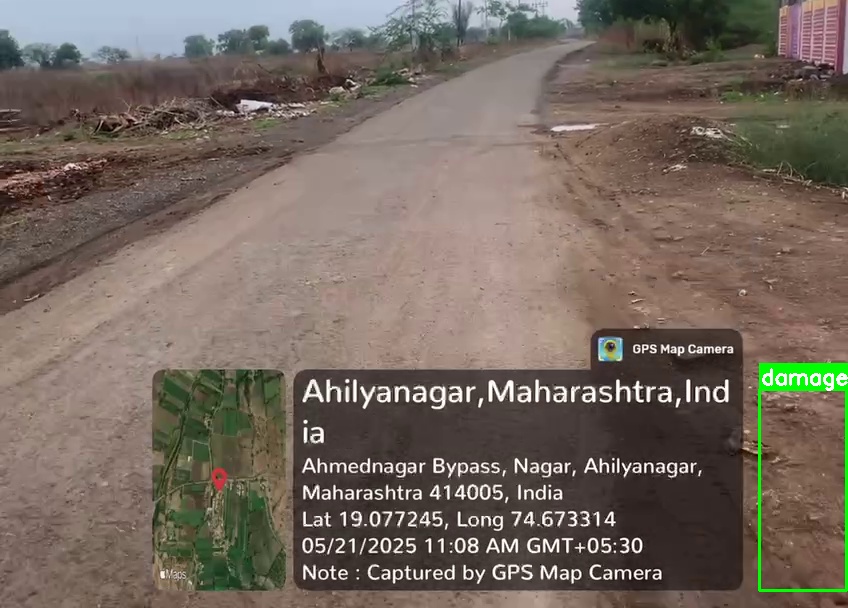 GPS Map Camera
damage
Ahilyanagar,Maharashtra,Ind
ia
Ahmednagar Bypass, Nagar, Ahilyanagar,
Maharashtra 414005, India
Lat 19.077245, Long 74.673314
05/21/2025 11:08 AM GMT+05:30
Note : Captured by GPS Map Camera
Maps